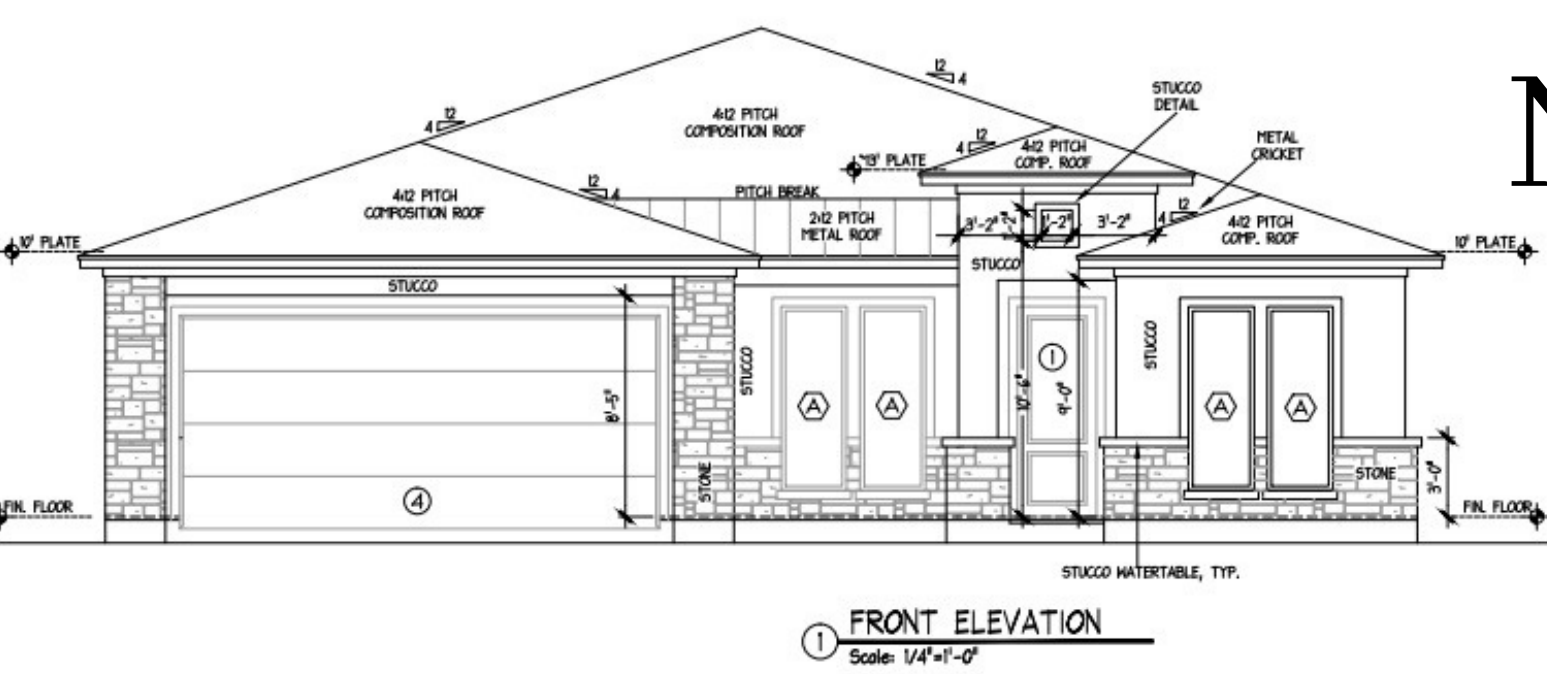 12
4
STUCCO
DETAIL
12
4
4:12 PITCH
COMPOSITION ROOF
METAL
CRICKET
12
4
4:12 PITCH
COMP. ROOF
~13' PLATE
12
4
PITCH BREAK
4:12 PITCH
COMPOSITION ROOF
2:12 PITCH
METAL ROOF
3'-2"
1'-2"
1'-2"
3'-2"
12
4
4:12 PITCH
COMP. ROOF
10' PLATE
10' PLATE
STUCCO
STUCCO
STUCCO
STUCCO
8'-5"
A
A
10'-6"
1
9'-0"
A
A
STONE
STONE
3'-0"
4
FIN. FLOOR
FIN. FLOOR
STUCCO WATERTABLE, TYP.
1
FRONT ELEVATION
Scale: 1/4"=1'-0"